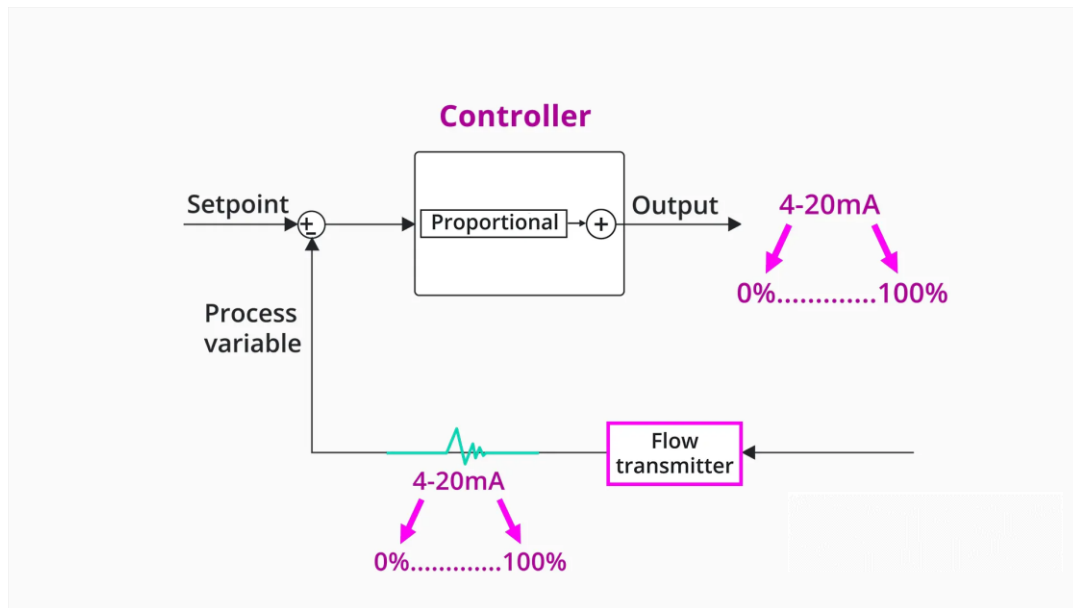 Controller
Setpoint
±
Proportional
+
Output
4-20mA
0%.............100%
Process
variable
Flow
transmitter
4-20mA
0%.............100%